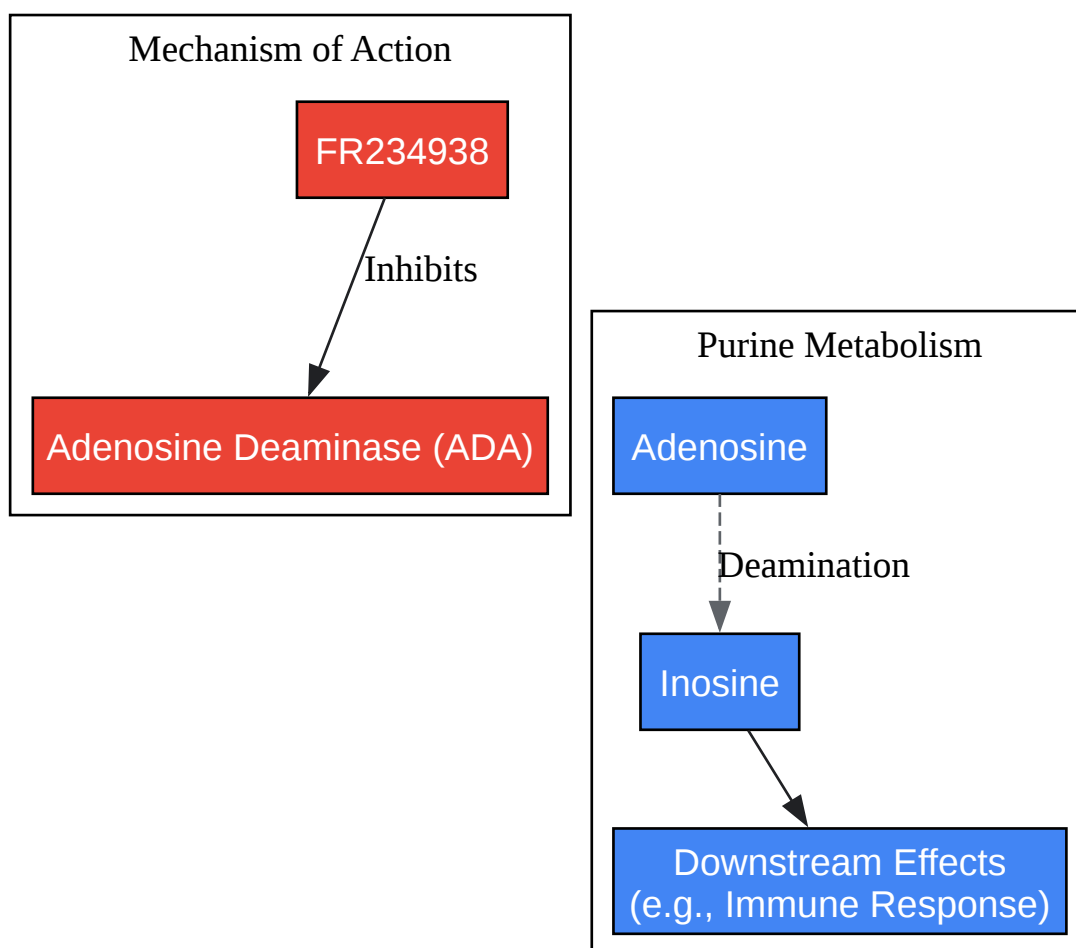 Mechanism of Action
FR234938
Inhibits
Adenosine Deaminase (ADA)
Purine Metabolism
Adenosine
Deamination
Inosine
Downstream Effects
(e.g., Immune Response)